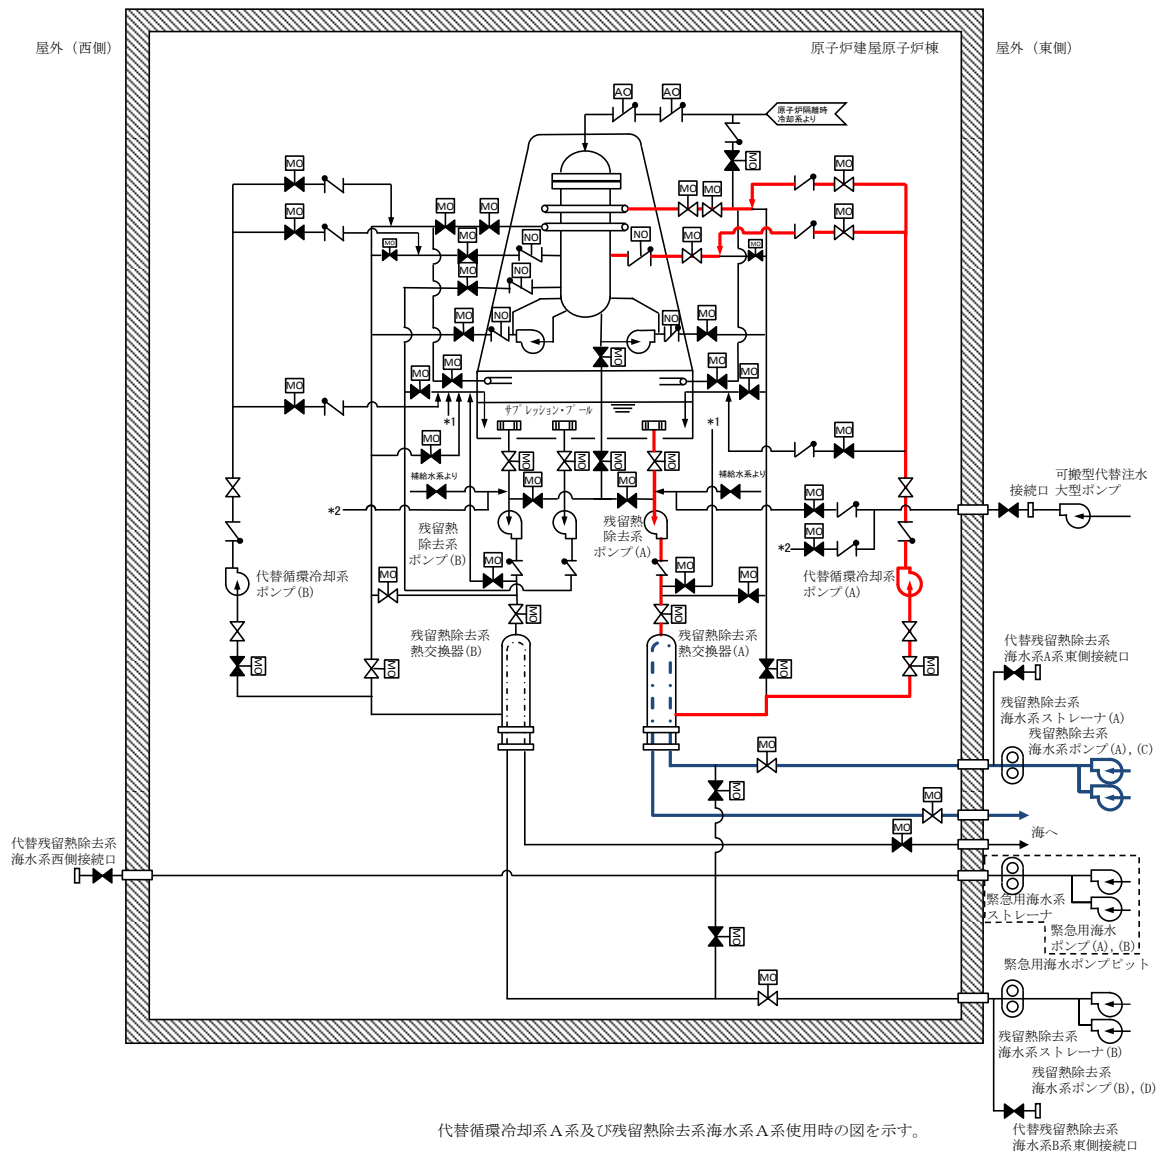 屋外（西側）
原子炉建屋原子炉棟
屋外（東側）
AO
AO
原子炉隔離時
冷却系より
MO
MO
MO
MO
MO
MO
MO
MO
MO
MO
MO
MO
NO
NO
MO
MO
MO
MO
NO
MO
NO
NO
MO
MO
MO
MO
MO
MO
MO
MO
サプレッション・プール
*1
*1
MO
MO
MO
MO
MO
MO
補給水系より
補給水系より
MO
MO
MO
*2
接続口
可搬型代替注水
大型ポンプ
残留熱
除去系
ポンプ(B)
残留熱
除去系
ポンプ(A)
MO
*2
代替循環冷却系
ポンプ(B)
MO
MO
MO
MO
代替循環冷却系
ポンプ(A)
MO
MO
残留熱除去系
熱交換器(B)
残留熱除去系
熱交換器(A)
MO
MO
MO
MO
代替残留熱除去系
海水系A系東側接続口
残留熱除去系
海水系ストレーナ(A)
残留熱除去系
海水系ポンプ(A),(C)
MO
MO
MO
MO
海へ
代替残留熱除去系
海水系西側接続口
緊急用海水系
ストレーナ
緊急用海水
ポンプ(A),(B)
緊急用海水ポンプピット
MO
MO
残留熱除去系
海水系ストレーナ(B)
残留熱除去系
海水系ポンプ(B),(D)
代替残留熱除去系
海水系B系東側接続口
代替循環冷却系Ａ系及び残留熱除去系海水系Ａ系使用時の図を示す。